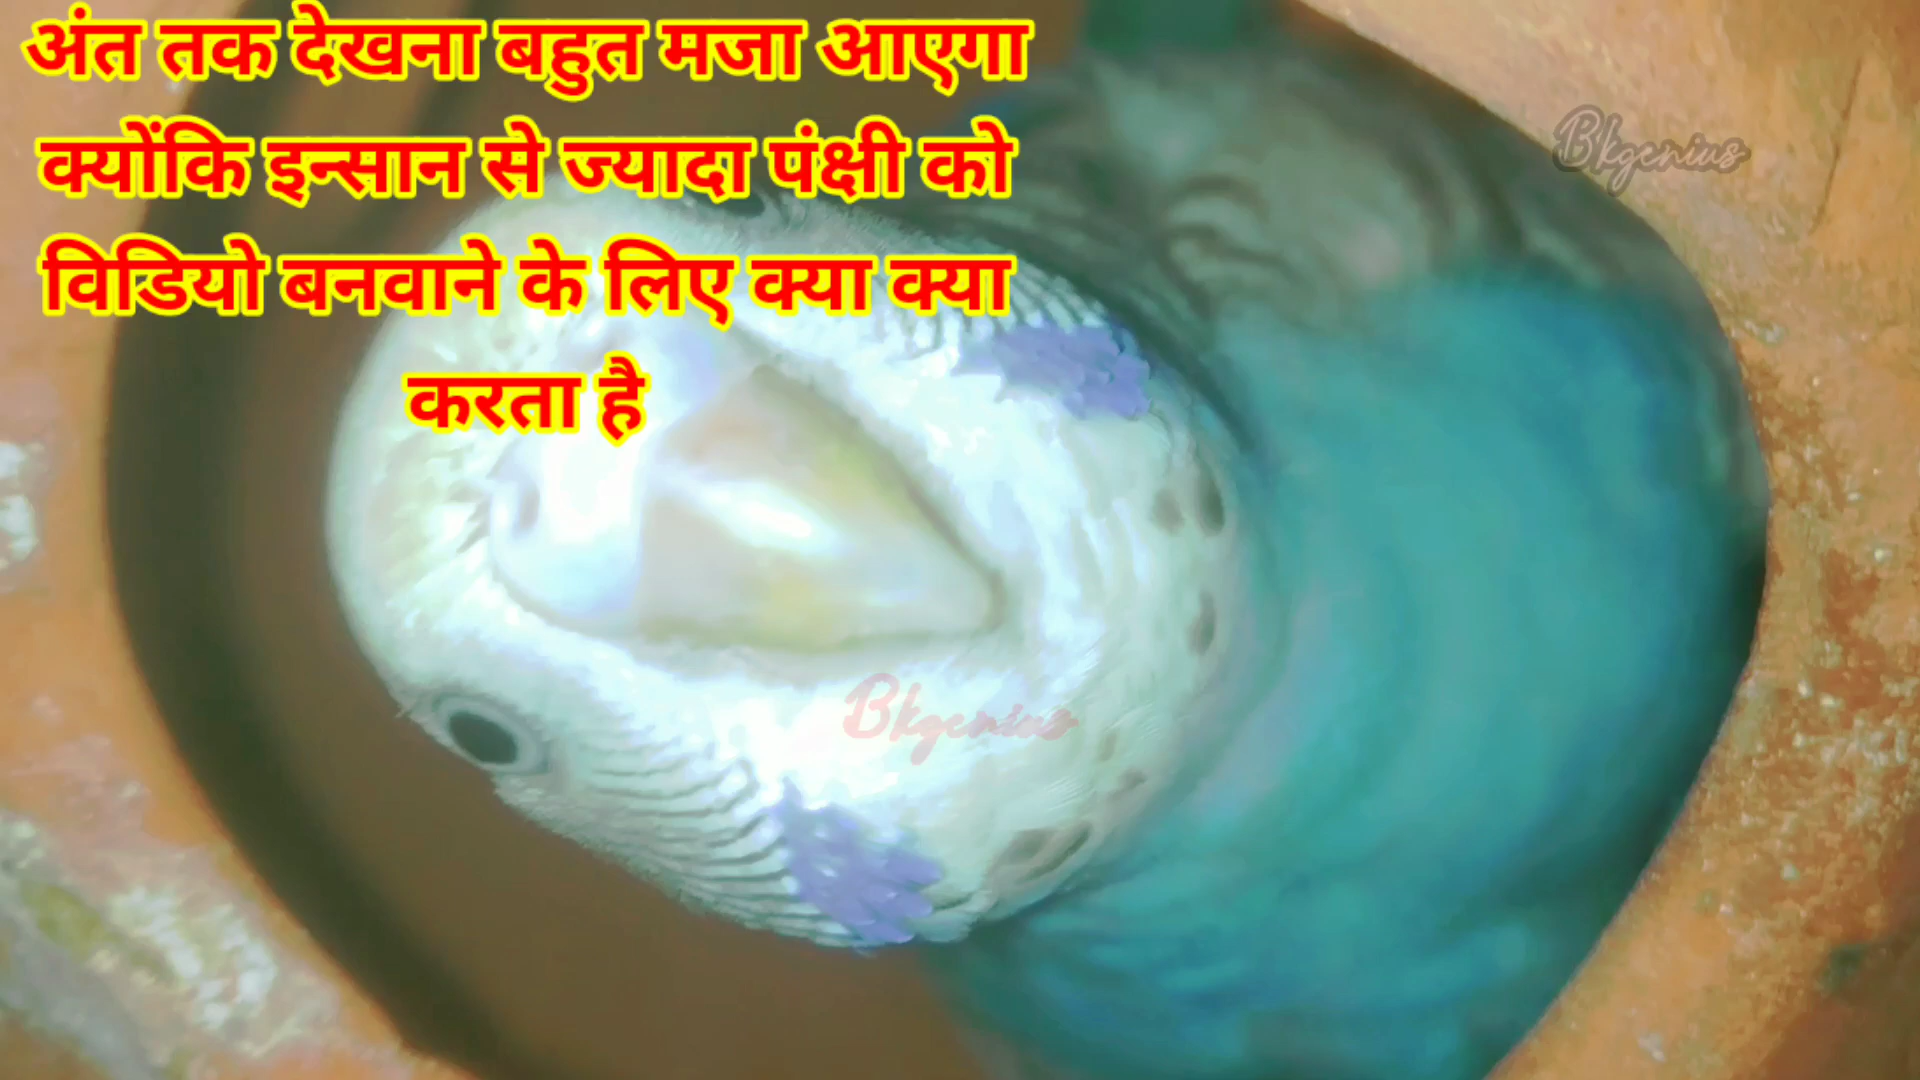 अंत तक देखना बहुत मजा आएगा
क्योंकि इन्सान से ज्यादा पंक्षी को
विडियो बनवाने के लिए क्या क्या
करता है
Bkgenius
Bkgenius